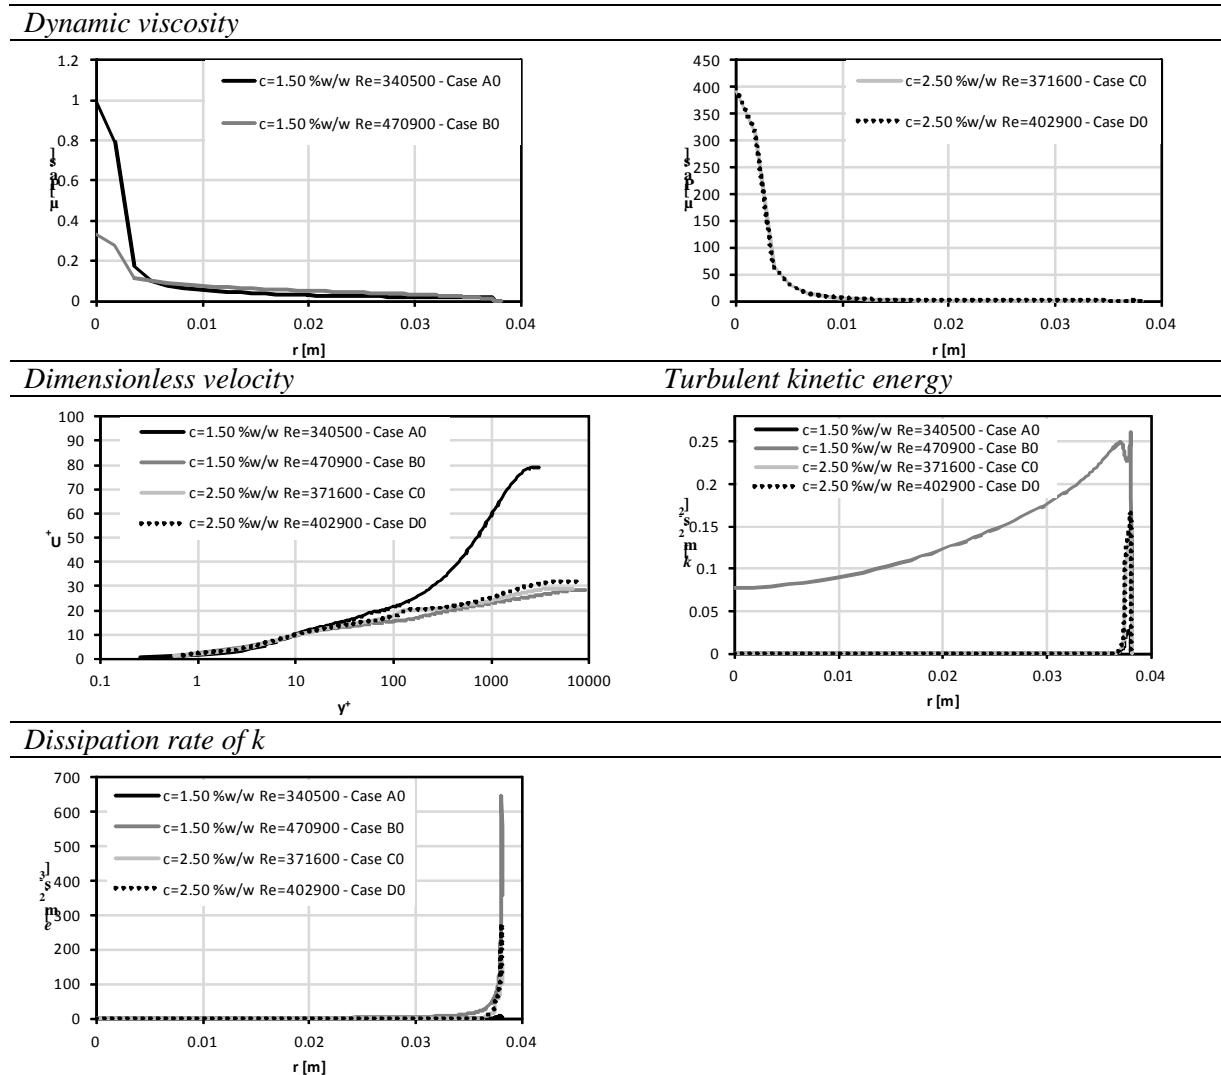 Dynamic viscosity
1.2
1
0.8
0.6
0.4
0.2
0
0 0.01 0.02 0.03 0.04
r [m]
μ [Pa s]
c=1.50 %w/w Re=340500 - Case A0
c=1.50 %w/w Re=470900 - Case B0
450
400
350
300
250
200
150
100
50
0
0 0.01 0.02 0.03 0.04
r [m]
μ [Pa s]
c=2.50 %w/w Re=371600 - Case C0
c=2.50 %w/w Re=402900 - Case D0
Dimensionless velocity
Turbulent kinetic energy
100
90
80
70
60
50
40
30
20
10
0
0.1 1 10 100 1000 10000
y+
U+
c=1.50 %w/w Re=340500 - Case A0
c=1.50 %w/w Re=470900 - Case B0
c=2.50 %w/w Re=371600 - Case C0
c=2.50 %w/w Re=402900 - Case D0
0.25
0.2
0.15
0.1
0.05
0
0 0.01 0.02 0.03 0.04
r [m]
k [m2 s2]
c=1.50 %w/w Re=340500 - Case A0
c=1.50 %w/w Re=470900 - Case B0
c=2.50 %w/w Re=371600 - Case C0
c=2.50 %w/w Re=402900 - Case D0
Dissipation rate of k
700
600
500
400
300
200
100
0
0 0.01 0.02 0.03 0.04
r [m]
c=1.50 %w/w Re=340500 - Case A0
c=1.50 %w/w Re=470900 - Case B0
c=2.50 %w/w Re=371600 - Case C0
c=2.50 %w/w Re=402900 - Case D0